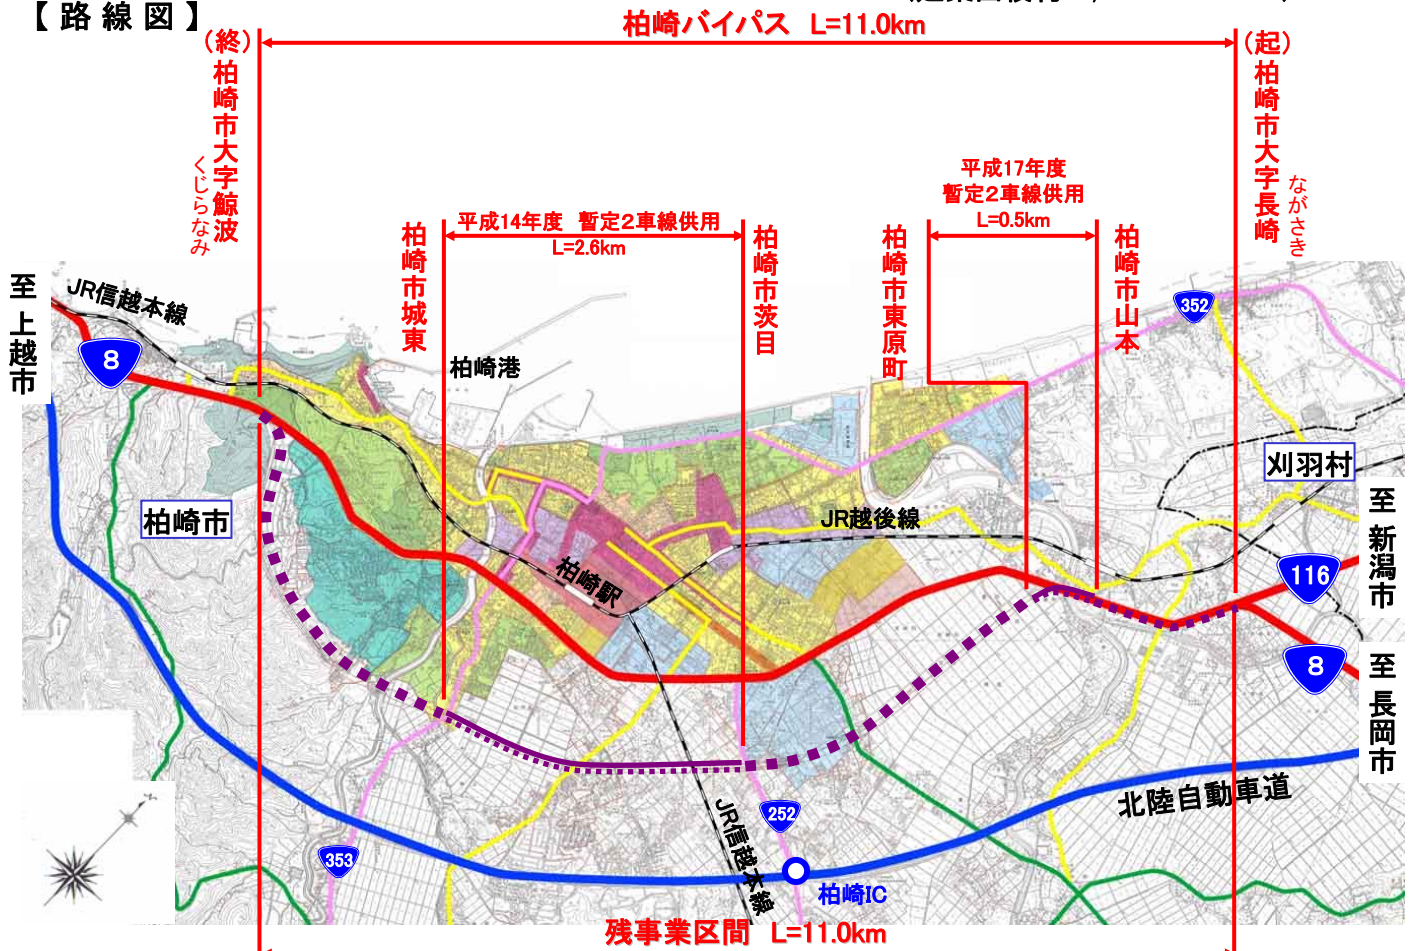 【路線図】
柏崎バイパス L=11.0km
(終)
柏崎市大字鯨波
くじらなみ
(起)
柏崎市大字長崎
ながさき
平成17年度
暫定2車線供用
L=0.5km
平成14年度 暫定2車線供用
L=2.6km
柏崎市城東
柏崎市茨目
柏崎市東原町
柏崎市山本
至上越市
JR信越本線
8
柏崎港
352
柏崎市
刈羽村
JR越後線
柏崎駅
至新潟市
116
8
至長岡市
北陸自動車道
252
353
JR信越本線
柏崎IC
残事業区間 L=11.0km